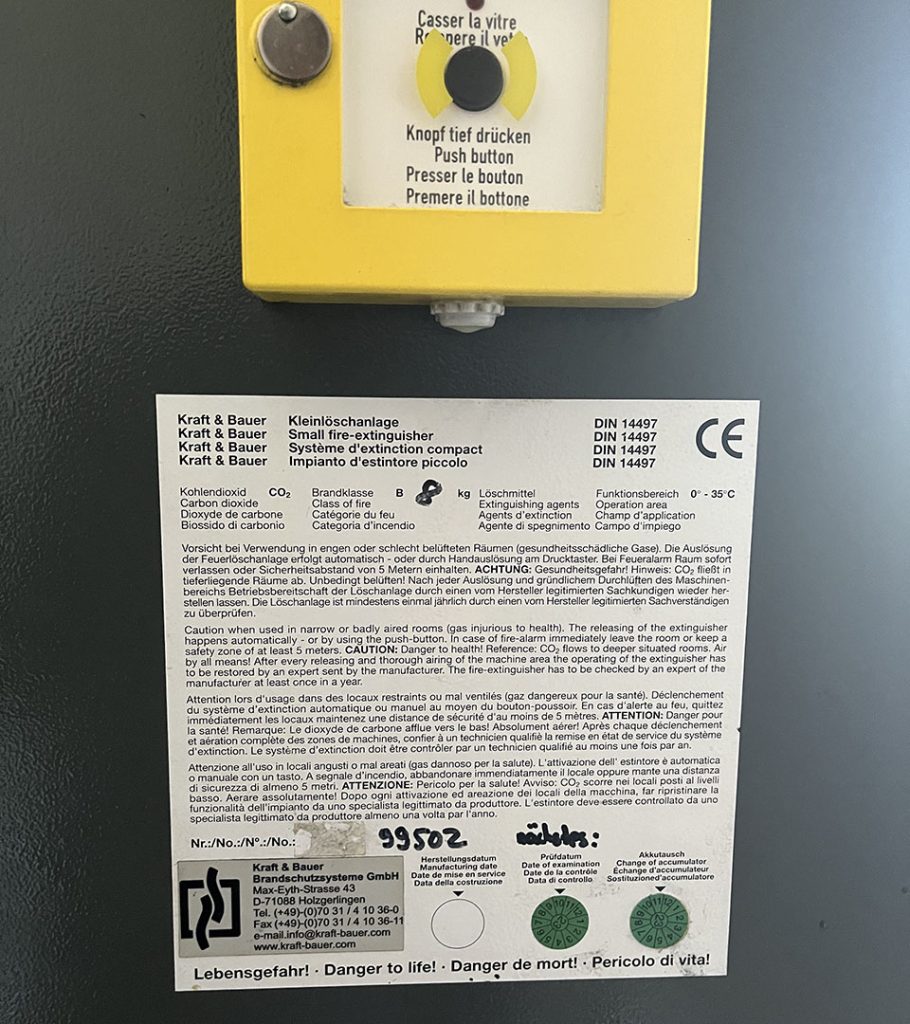 Casser la vitre
Rompere il vetro
Knopf tief drücken
Push button
Presser le bouton
Premere il bottone
Kraft & Bauer Kleinlöschanlage DIN 14497
Kraft & Bauer Small fire-extinguisher DIN 14497
Kraft & Bauer Système d'extinction compact DIN 14497
Kraft & Bauer Impianto d'estintore piccolo DIN 14497
CE
Kohlendioxid CO₂ Brandklasse B 8 kg Löschmittel Funktionsbereich 0° - 35°C
Carbon dioxide Class of fire Extinguishing agents Operation area
Dioxyde de carbone Catégorie du feu Agents d'extinction Champ d'application
Biossido di carbonio Categoria d'incendio Agente di spegnimento Campo d'impiego
Vorsicht bei Verwendung in engen oder schlecht belüfteten Räumen (gesundheitsschädliche Gase). Die Auslösung
der Feuerlöschanlage erfolgt automatisch - oder durch Handauslösung am Drucktaster. Bei Feueralarm Raum sofort
verlassen oder Sicherheitsabstand von 5 Metern einhalten. ACHTUNG: Gesundheitsgefahr! Hinweis: CO₂ fließt in
tieferliegende Räume ab. Unbedingt belüften! Nach jeder Auslösung und gründlichem Durchlüften des Maschinen-
bereichs Betriebsbereitschaft der Löschanlage durch einen vom Hersteller legitimierten Sachkundigen wieder her-
stellen lassen. Die Löschanlage ist mindestens einmal jährlich durch einen vom Hersteller legitimierten Sachverständigen
zu überprüfen.
Caution when used in narrow or badly aired rooms (gas injurious to health). The releasing of the extinguisher
happens automatically - or by using the push-button. In case of fire-alarm immediately leave the room or keep a
safety zone of at least 5 meters. CAUTION: Danger to health! Reference: CO₂ flows to deeper situated rooms. Air
by all means! After every releasing and thorough airing of the machine area the operating of the extinguisher has
to be restored by an expert sent by the manufacturer. The fire-extinguisher has to be checked by an expert of the
manufacturer at least once in a year.
Attention lors d'usage dans des locaux restraints ou mal ventilés (gaz dangereux pour la santé). Déclenchement
du système d'extinction automatique ou manuel au moyen du bouton-poussoir. En cas d'alerte au feu, quittez
immédiatement les locaux maintenez une distance de sécurité d'au moins de 5 mètres. ATTENTION: Danger pour
la santé! Remarque: Le dioxyde de carbone afflue vers le bas! Absolument aérer! Après chaque déclenchement
et aération complète des zones de machines, confier à un technicien qualifié la remise en état de service du système
d'extinction. Le système d'extinction doit être contrôler par un technicien qualifié au moins une fois par an.
Attenzione all'uso in locali angusti o mal areati (gas dannoso per la salute). L'attivazione dell' estintore è automatica
o manuale con un tasto. A segnale d'incendio, abbandonare immediatamente il locale oppure mante una distanza
di sicurezza di almeno 5 metri. ATTENZIONE: Pericolo per la salute! Avviso: CO₂ scorre nei locali posti al livelli
basso. Aerare assolutamente! Dopo ogni attivazione ed areazione dei locali della macchina, far ripristinare la
funzionalità dell'impianto da uno specialista legittimato da produttore. L'estintore deve essere controllato da uno
specialista legittimato da produttore almeno una volta par l'anno.
Nr.:/No.:/N°.:/No.: 99502 nächstes:
Kraft & Bauer
Brandschutzsysteme GmbH
Max-Eyth-Strasse 43
D-71088 Holzgerlingen
Tel. (++49)-(0)70 31 / 4 10 36-0
Fax (++49)-(0)70 31 / 4 10 36-11
e-mail.info@kraft-bauer.com
www.kraft-bauer.com
Herstellungsdatum
Manufacturing date
Date de mise en service
Data della costruzione
Prüfdatum
Date of examination
Date de la contrôle
Data di controllo
Akkutausch
Change of accumulator
Echange d'accumulateur
Sostituzioned'accumulatore
Lebensgefahr! · Danger to life! · Danger de mort! · Pericolo di vita!